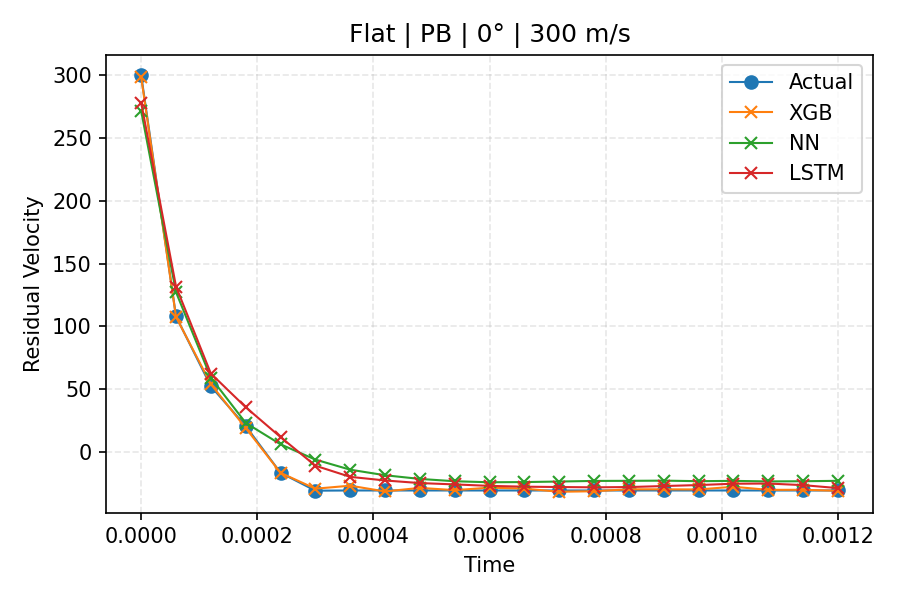 Flat | PB | 0° | 300 m/s
Residual Velocity
300
250
200
150
100
50
0
Actual
XGB
NN
LSTM
0.0000 0.0002 0.0004 0.0006 0.0008 0.0010 0.0012
Time